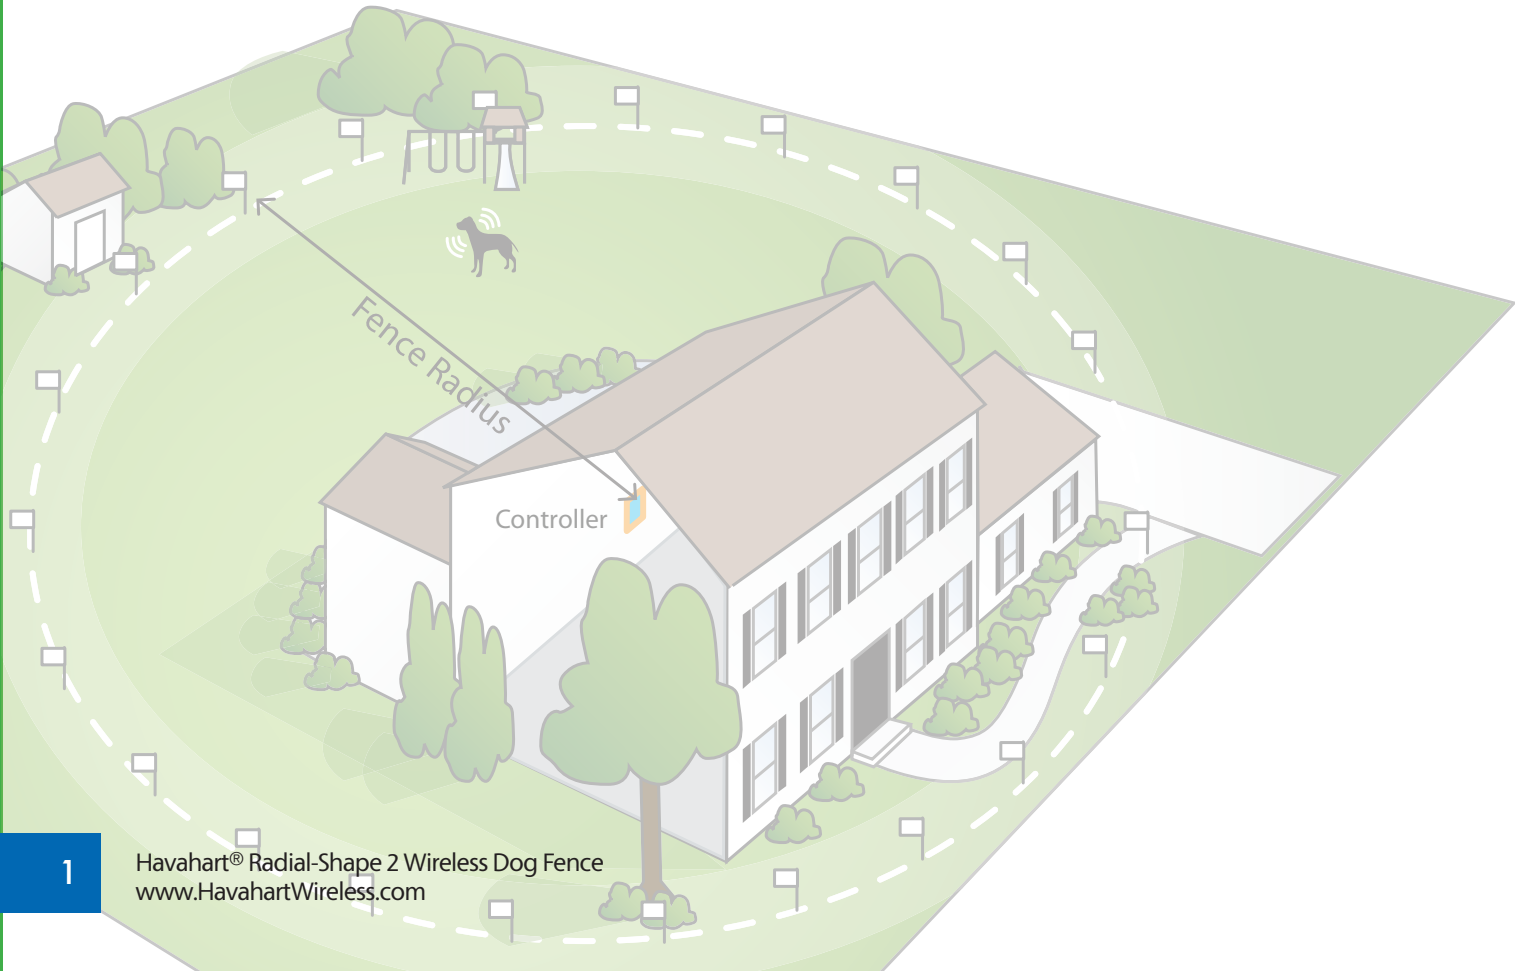 Fence Radius
Controller
1
Havahart® Radial-Shape 2 Wireless Dog Fence
www.HavahartWireless.com